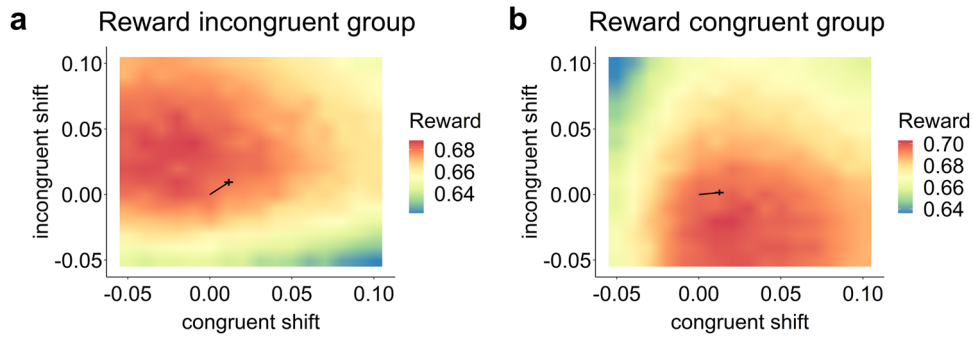 a Reward incongruent group
incongruent shift
0.10
0.05
0.00
-0.05
-0.05 0.00 0.05 0.10
congruent shift
Reward
0.68
0.66
0.64
b Reward congruent group
incongruent shift
0.10
0.05
0.00
-0.05
-0.05 0.00 0.05 0.10
congruent shift
Reward
0.70
0.68
0.66
0.64